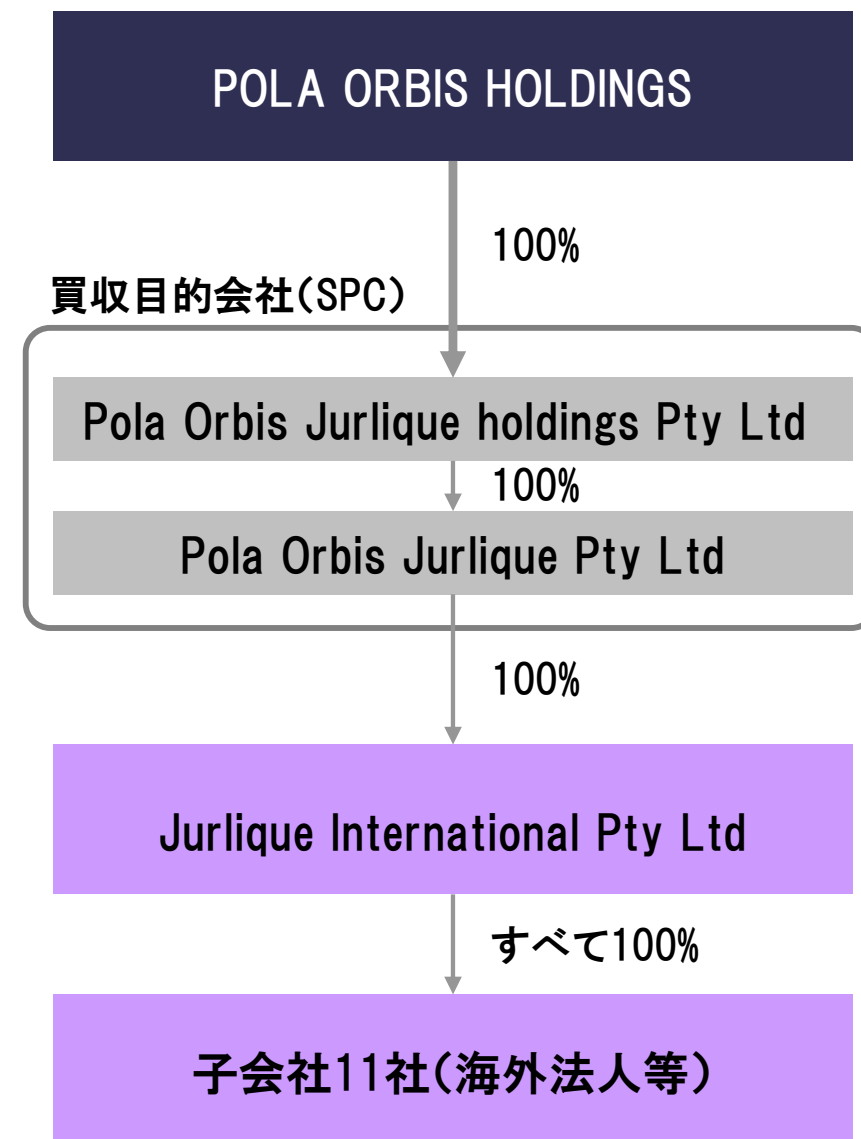 POLA ORBIS HOLDINGS
100%
買収目的会社(SPC)
Pola Orbis Jurlique holdings Pty Ltd
100%
Pola Orbis Jurlique Pty Ltd
100%
Jurlique International Pty Ltd
すべて100%
子会社11社(海外法人等)